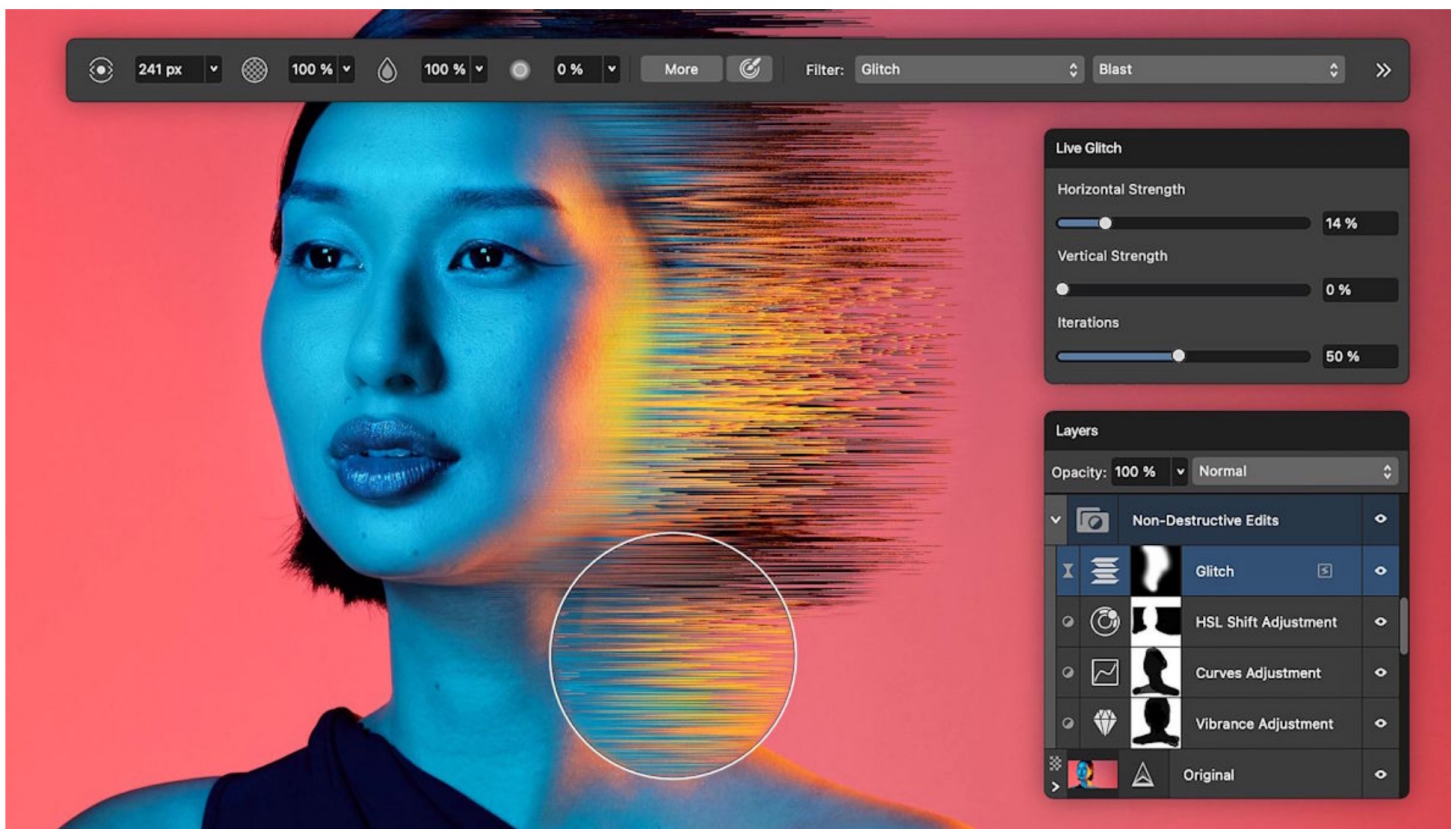 241 px 100 % 100 % 0 % More Filter: Glitch Blast
Live Glitch
Horizontal Strength
14 %
Vertical Strength
0 %
Iterations
50 %
Layers
Opacity: 100 % Normal
Non-Destructive Edits
Glitch
HSL Shift Adjustment
Curves Adjustment
Vibrance Adjustment
Original